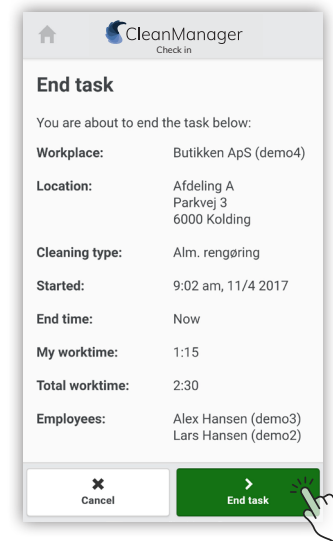 CleanManager
Check in
End task
You are about to end the task below:
Workplace: Butikken ApS (demo4)
Location: Afdeling A
Parkvej 3
6000 Kolding
Cleaning type: Alm. rengøring
Started: 9:02 am, 11/4 2017
End time: Now
My worktime: 1:15
Total worktime: 2:30
Employees: Alex Hansen (demo3)
Lars Hansen (demo2)
Cancel
End task